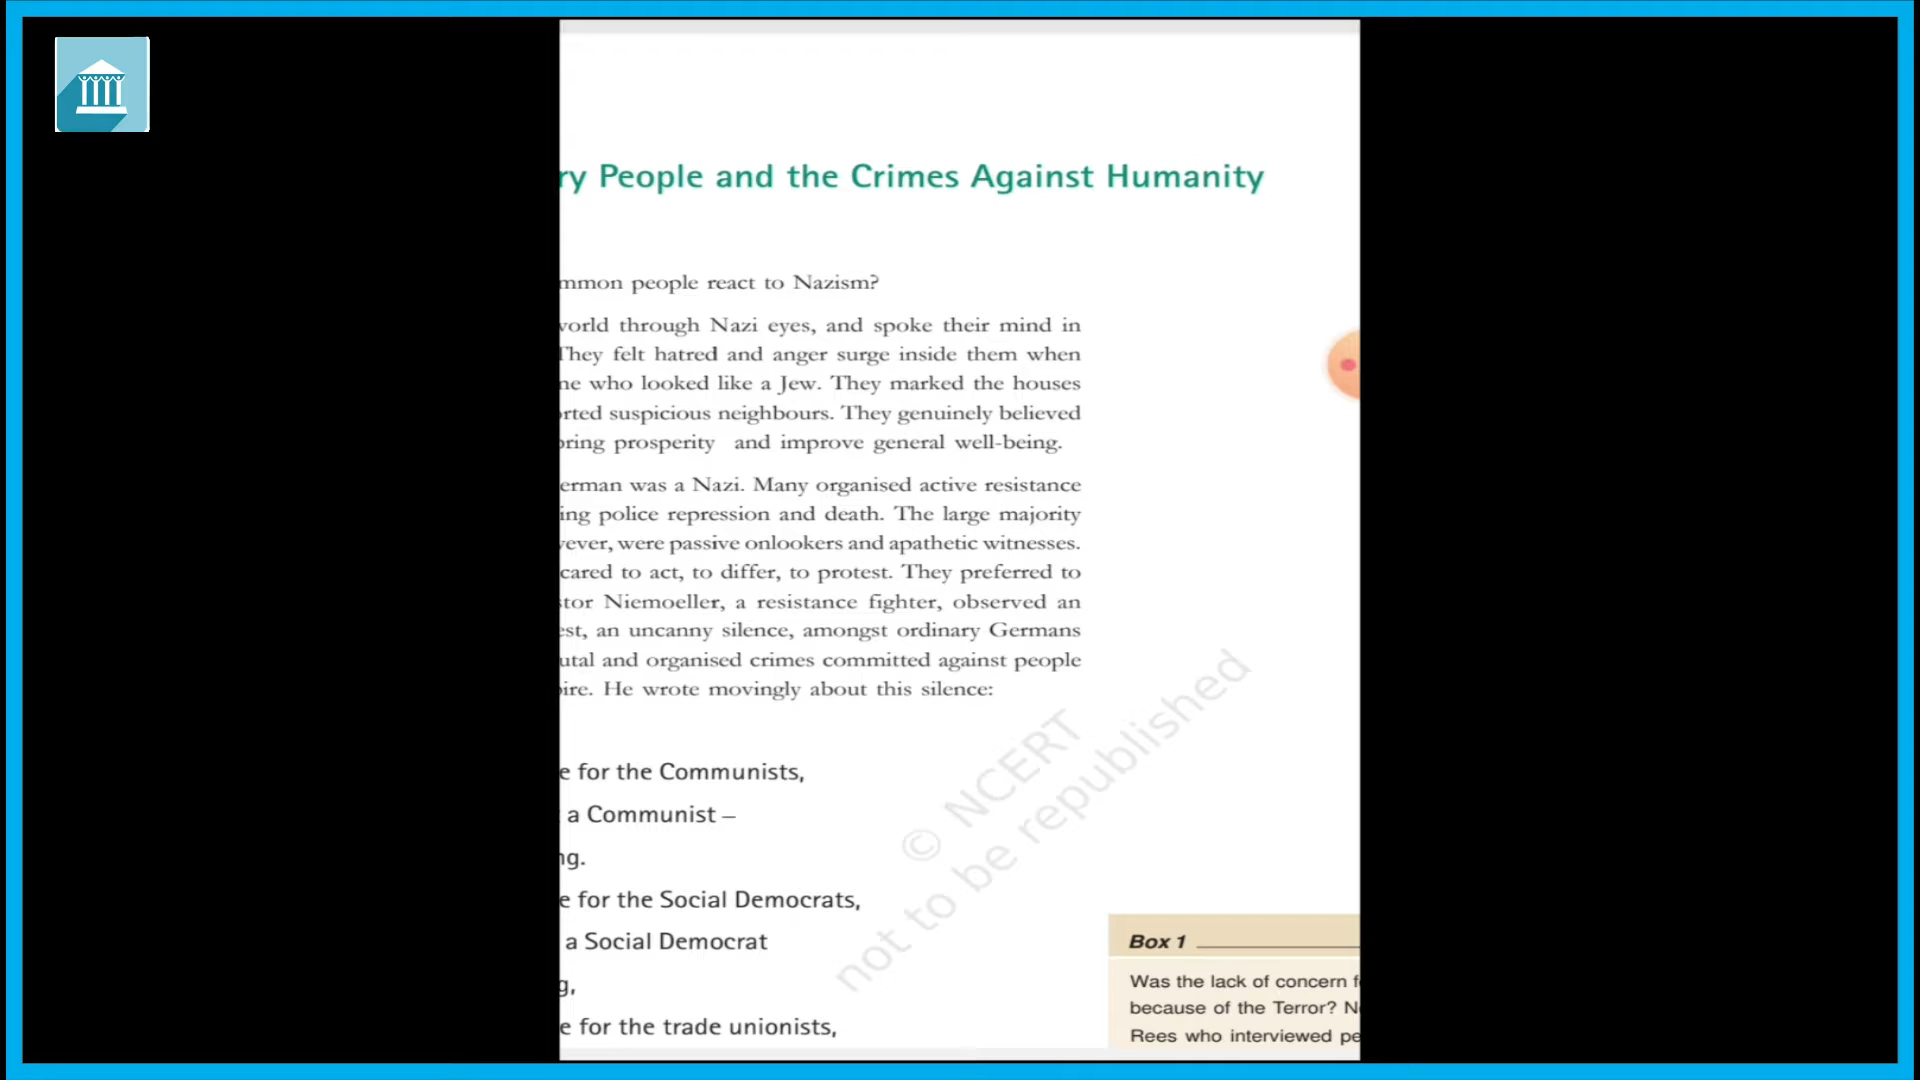 ry People and the Crimes Against Humanity
mmon people react to Nazism?
world through Nazi eyes, and spoke their mind in
They felt hatred and anger surge inside them when
ne who looked like a Jew. They marked the houses
orted suspicious neighbours. They genuinely believed
bring prosperity and improve general well-being.
erman was a Nazi. Many organised active resistance
ing police repression and death. The large majority
vever, were passive onlookers and apathetic witnesses.
cared to act, to differ, to protest. They preferred to
stor Niemoeller, a resistance fighter, observed an
est, an uncanny silence, amongst ordinary Germans
utal and organised crimes committed against people
pire. He wrote movingly about this silence:
e for the Communists,
a Communist –
ng.
e for the Social Democrats,
a Social Democrat
g,
e for the trade unionists,
© NCERT
not to be republished
Box 1
Was the lack of concern f
because of the Terror? N
Rees who interviewed pe